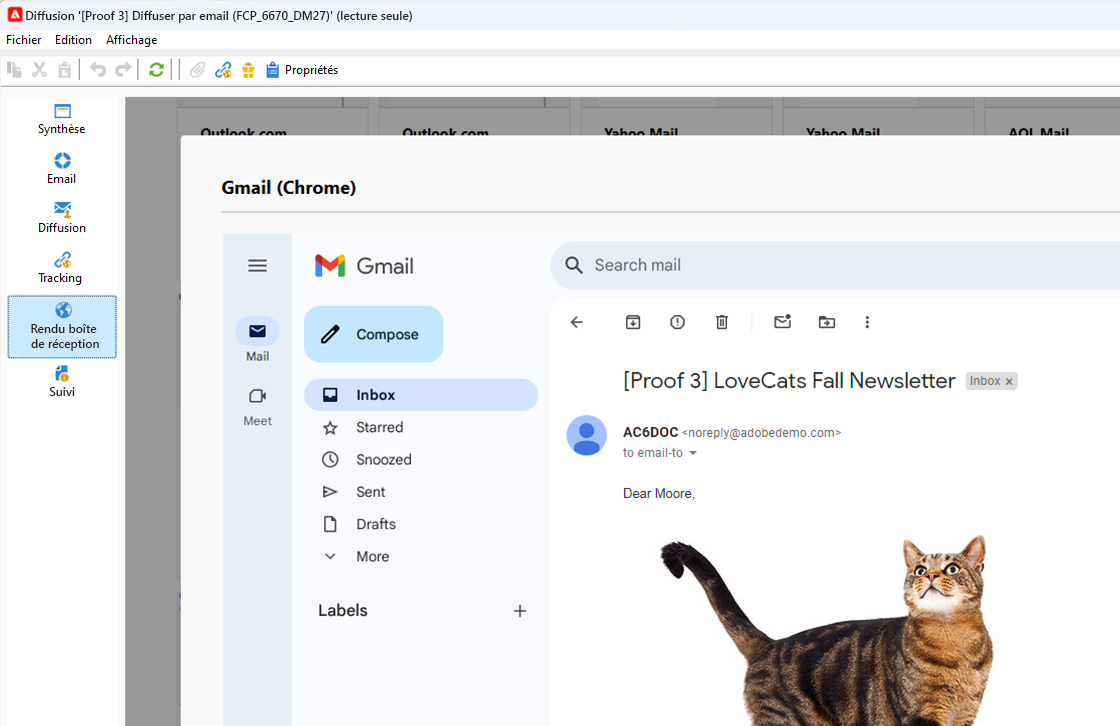 Diffusion '[Proof 3] Diffuser par email (FCP_6670_DM27)' (lecture seule)
Fichier Edition Affichage
Propriétés
Synthèse
Email
Diffusion
Tracking
Rendu boîte
de réception
Suivi
Outlook.com Outlook.com Yahoo Mail Yahoo Mail AOL Mail
Gmail (Chrome)
Mail
Meet
Gmail
Compose
Inbox
Starred
Snoozed
Sent
Drafts
More
Labels
Search mail
[Proof 3] LoveCats Fall Newsletter Inbox ×
AC6DOC <noreply@adobedemo.com>
to email-to
Dear Moore,